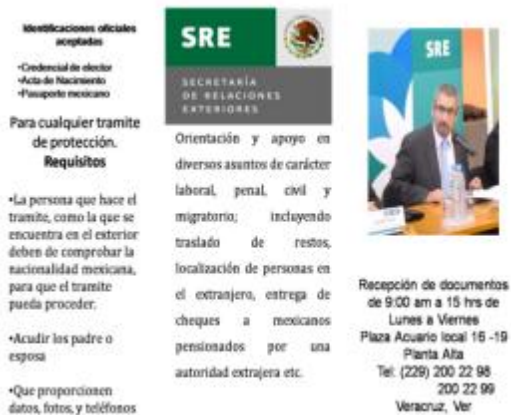 Identificaciones oficiales
aceptadas
•Credencial de elector
•Acta de Nacimiento
•Pasaporte mexicano
Para cualquier tramite
de protección.
Requisitos
•La persona que hace el
tramite, como la que se
encuentra en el exterior
deben de comprobar la
nacionalidad mexicana,
para que el tramite
pueda proceder.
•Acudir los padre o
esposa
•Que proporcionen
datos, fotos, y teléfonos
SRE
SECRETARÍA
DE RELACIONES
EXTERIORES
Orientación y apoyo en
diversos asuntos de carácter
laboral, penal, civil y
migratorio; incluyendo
traslado de restos,
localización de personas en
el extranjero, entrega de
cheques a mexicanos
pensionados por una
autoridad extrajera etc.
SRE
Recepción de documentos
de 9:00 am a 15 hrs de
Lunes a Viernes
Plaza Acuario local 16 -19
Planta Alta
Tel: (229) 200 22 98
200 22 99
Veracruz, Ver